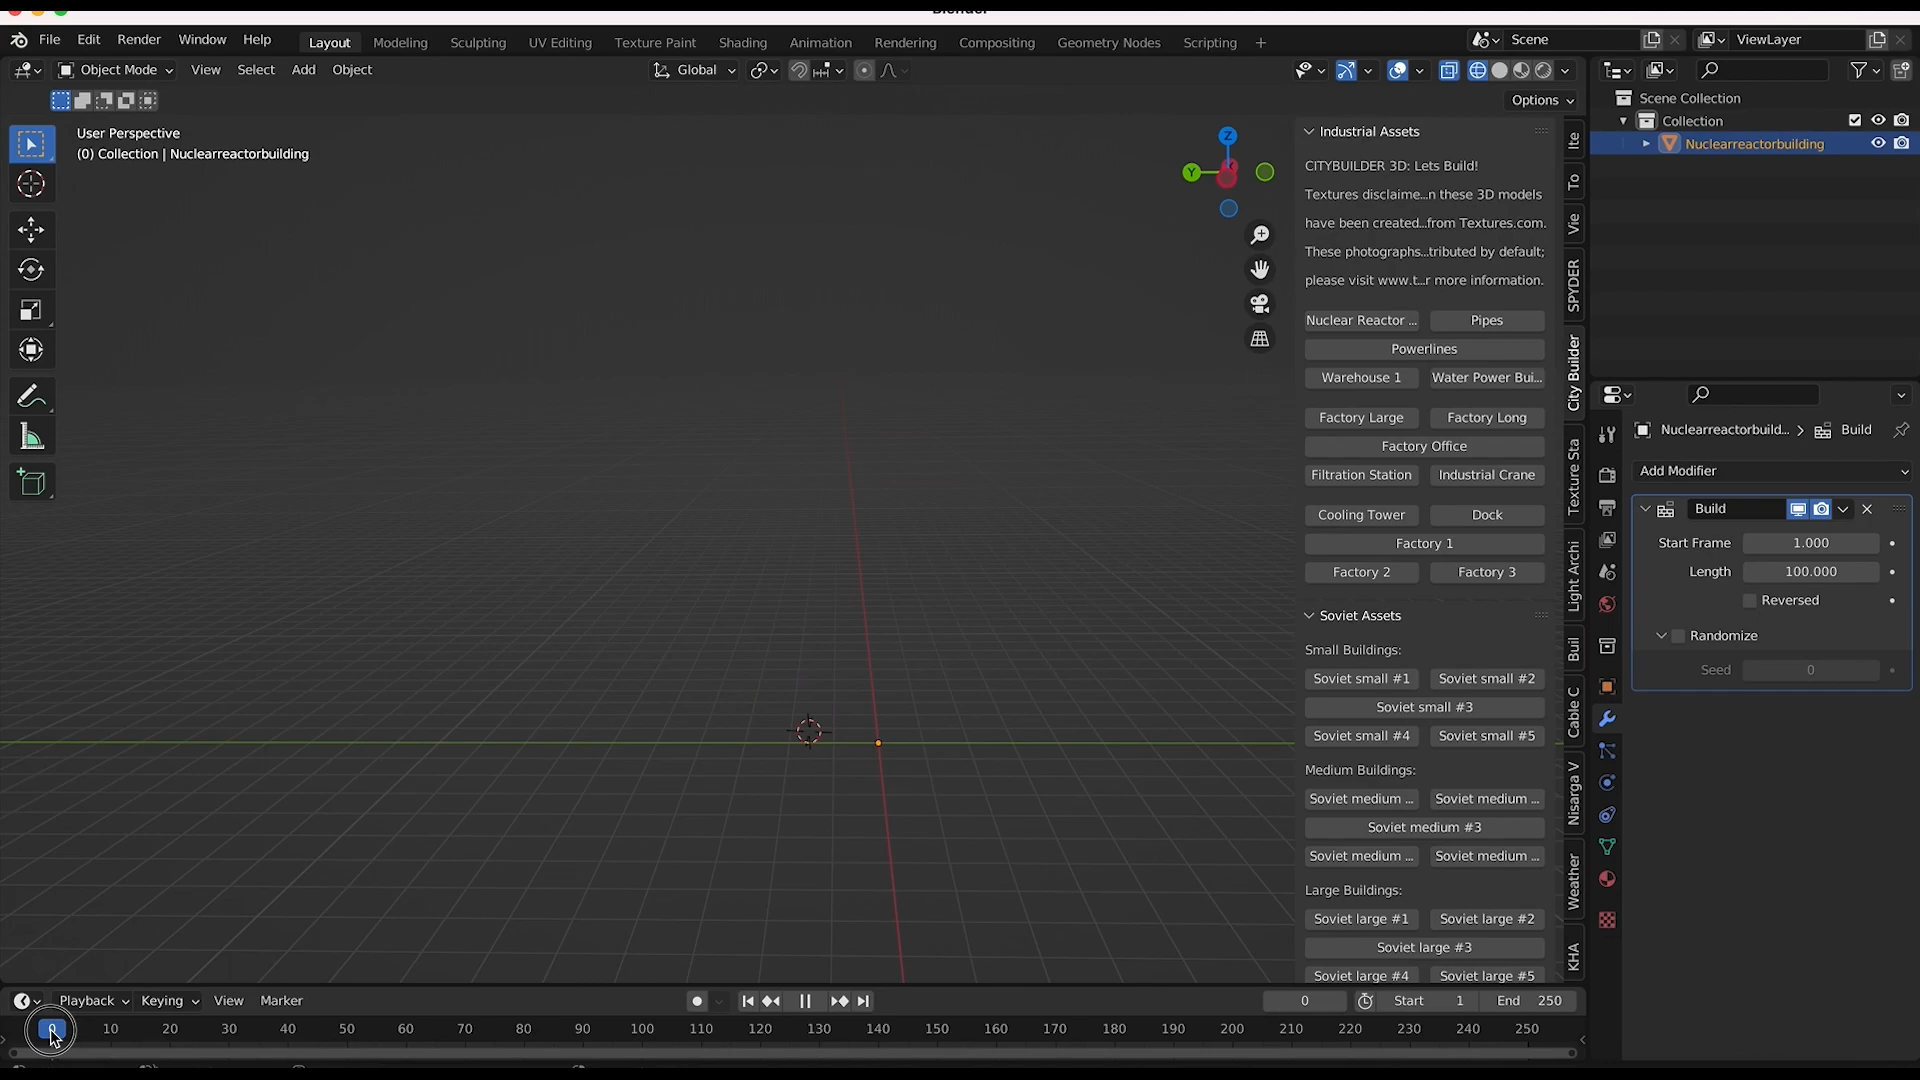 File Edit Render Window Help Layout Modeling Sculpting UV Editing Texture Paint Shading Animation Rendering Compositing Geometry Nodes Scripting + Scene ViewLayer
Object Mode View Select Add Object Global
Options
User Perspective
(0) Collection | Nuclearreactorbuilding
Z
Y
Industrial Assets
CITYBUILDER 3D: Lets Build!
Textures disclaime...n these 3D models
have been created...from Textures.com.
These photographs...tributed by default;
please visit www.t...r more information.
Nuclear Reactor ... Pipes
Powerlines
Warehouse 1 Water Power Bui...
Factory Large Factory Long
Factory Office
Filtration Station Industrial Crane
Cooling Tower Dock
Factory 1
Factory 2 Factory 3
Soviet Assets
Small Buildings:
Soviet small #1 Soviet small #2
Soviet small #3
Soviet small #4 Soviet small #5
Medium Buildings:
Soviet medium ... Soviet medium ...
Soviet medium #3
Soviet medium ... Soviet medium ...
Large Buildings:
Soviet large #1 Soviet large #2
Soviet large #3
Soviet large #4 Soviet large #5
Ite
To
Vie
SPYDER
City Builder
Texture Sta
Light Archi
Buil
Cable C
Nisarga V
Weather
KHA
Scene Collection
Collection
Nuclearreactorbuilding
Nuclearreactorbuild... > Build
Add Modifier
Build
Start Frame 1.000
Length 100.000
Reversed
Randomize
Seed 0
Playback Keying View Marker 0 Start 1 End 250
0 10 20 30 40 50 60 70 80 90 100 110 120 130 140 150 160 170 180 190 200 210 220 230 240 250